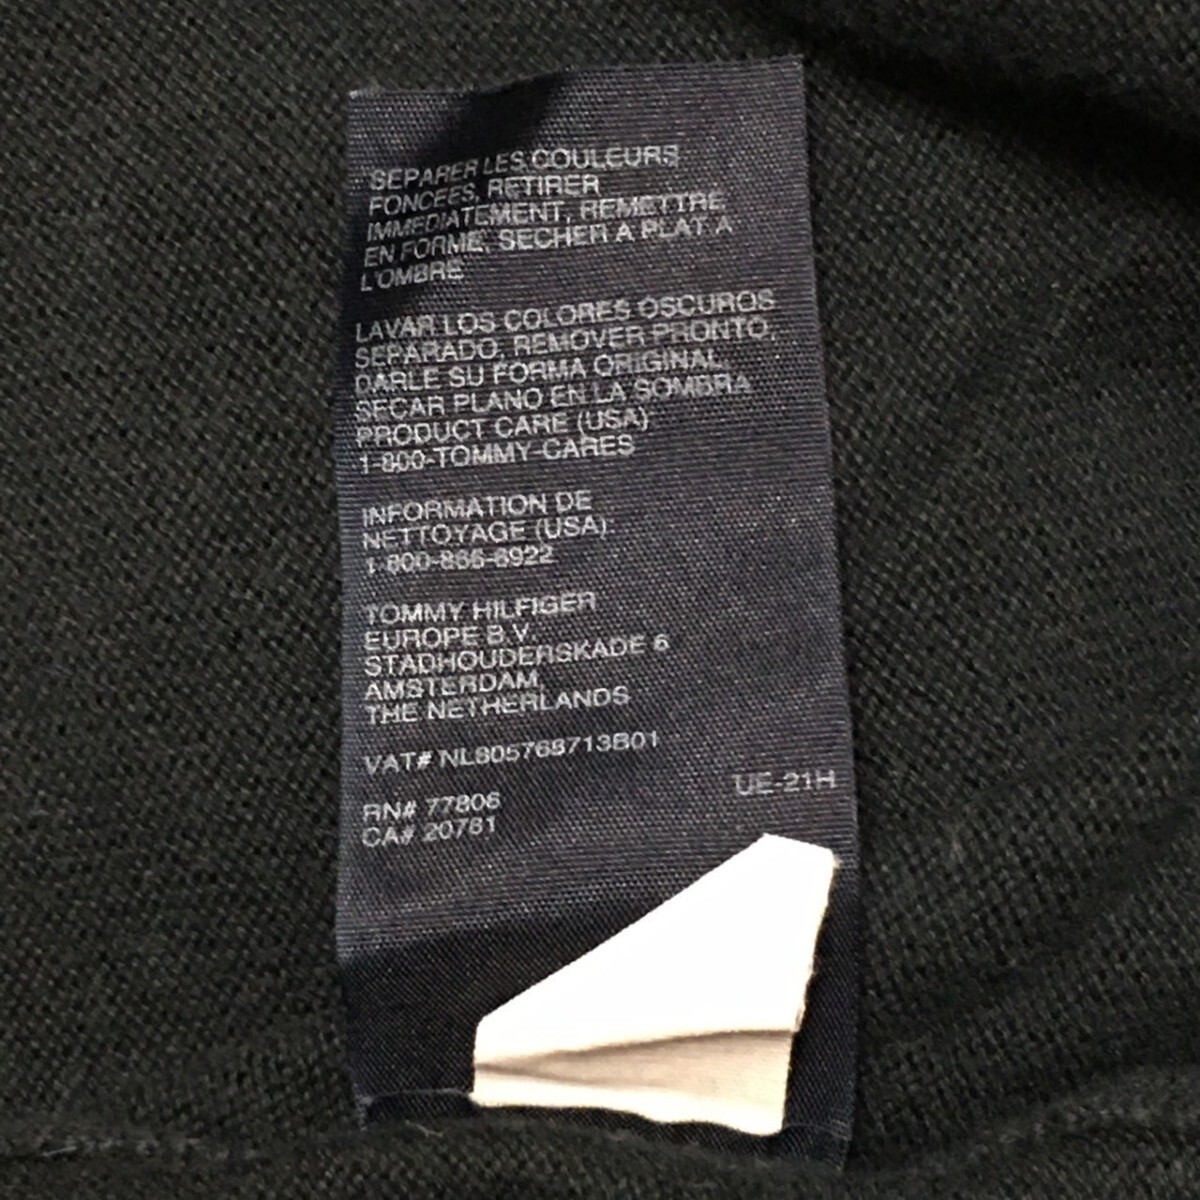 SEPARER LES COULEURS
FONCEES, RETIRER
IMMEDIATEMENT, REMETTRE
EN FORME, SECHER A PLAT A
L'OMBRE
LAVAR LOS COLORES OSCUROS
SEPARADO, REMOVER PRONTO,
DARLE SU FORMA ORIGINAL,
SECAR PLANO EN LA SOMBRA
PRODUCT CARE (USA)
1-800-TOMMY-CARES
INFORMATION DE
NETTOYAGE (USA)
1-800-866-6922
TOMMY HILFIGER
EUROPE B.V.
STADHOUDERSKADE 6
AMSTERDAM
THE NETHERLANDS
VAT# NL805768713B01
UE-21H
RN# 77806
CA# 20761